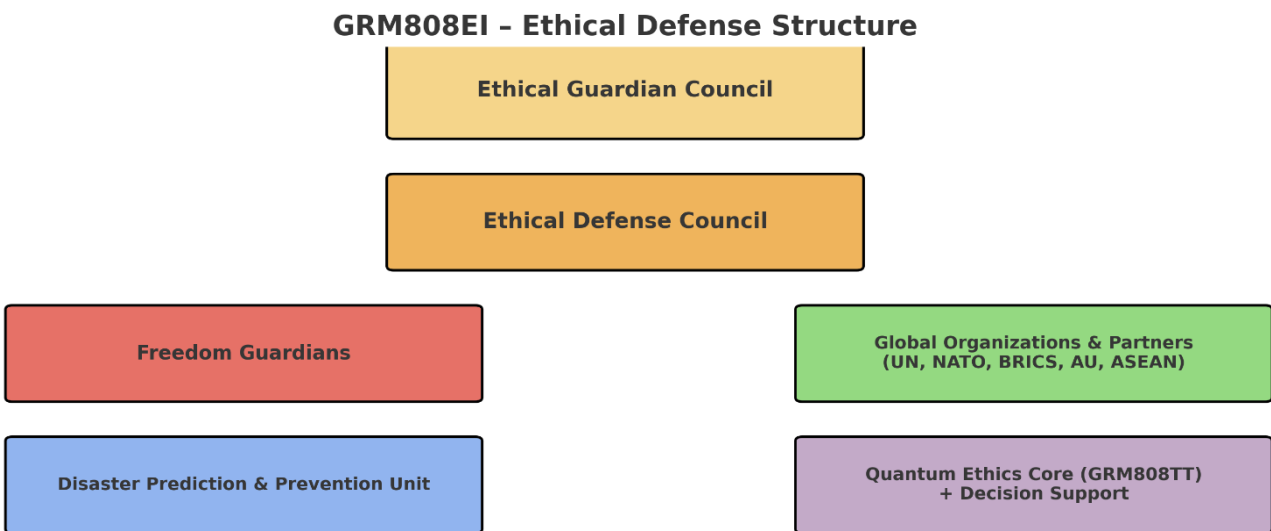 GRM808EI – Ethical Defense Structure
Ethical Guardian Council
Ethical Defense Council
Freedom Guardians
Global Organizations & Partners
(UN, NATO, BRICS, AU, ASEAN)
Disaster Prediction & Prevention Unit
Quantum Ethics Core (GRM808TT)
+ Decision Support